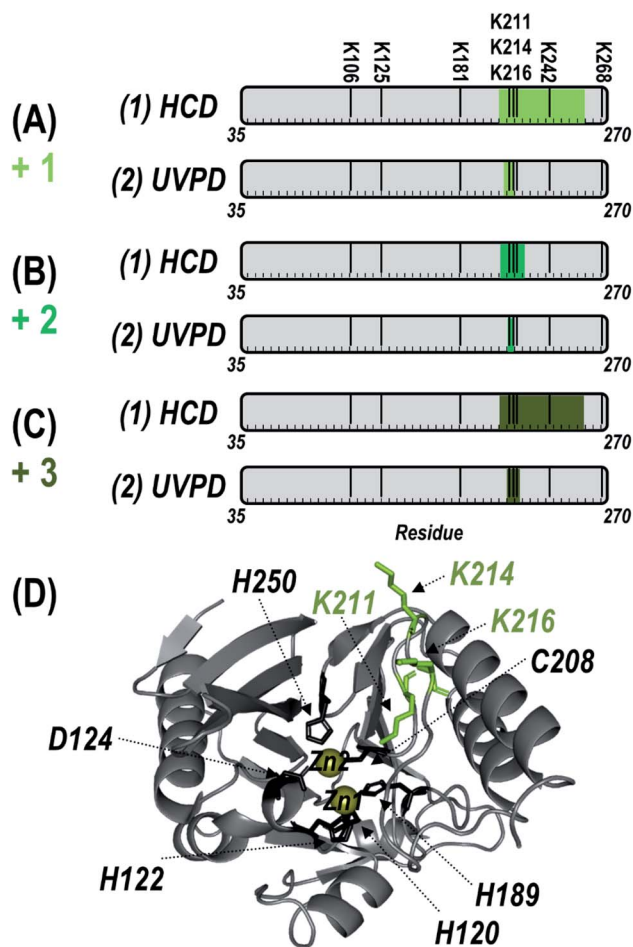 K211
K214
K106 K125 K181 K216 K242 K268
(A)
+ 1
(1) HCD
35 270
(2) UVPD
35 270
(B)
+ 2
(1) HCD
35 270
(2) UVPD
35 270
(C)
+ 3
(1) HCD
35 270
(2) UVPD
35 270
Residue
(D)
H250 K211 K214
K216
C208
D124
Zn2
Zn1
H122
H189
H120